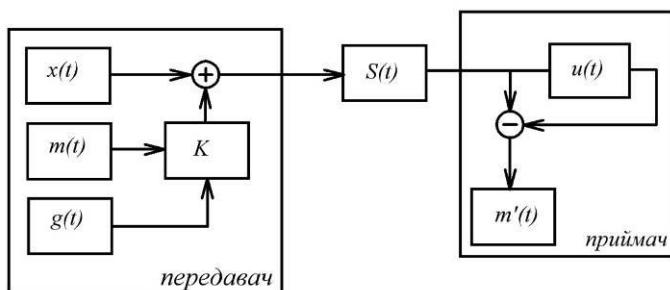 x(t)
+
S(t)
u(t)
m(t)
K
−
g(t)
m'(t)
передавач
приймач